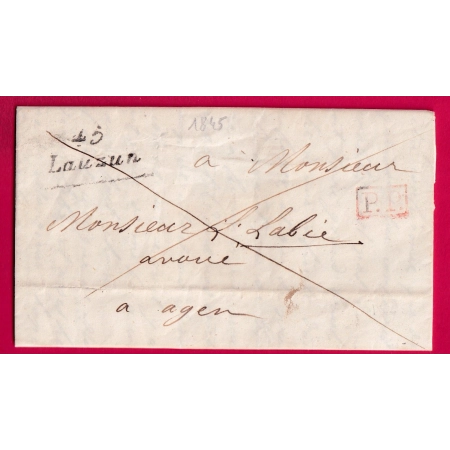 1845
45
Lauzun
a Monsieur
Monsieur L. Labie
avoué
a agen
P.P.